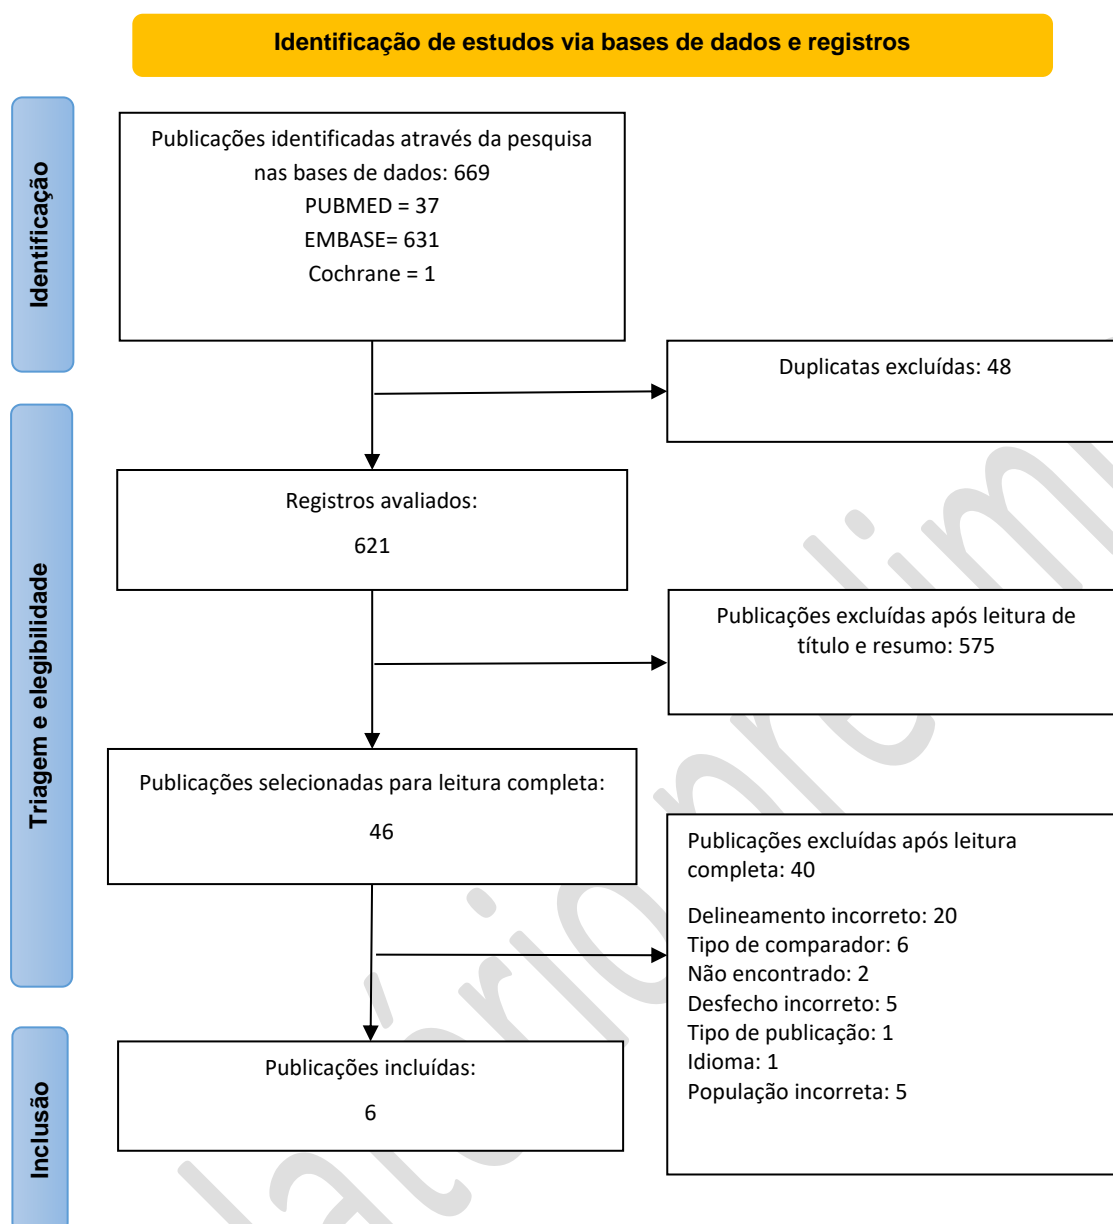 Identificação de estudos via bases de dados e registros
Identificação
Publicações identificadas através da pesquisa
nas bases de dados: 669
PUBMED = 37
EMBASE= 631
Cochrane = 1
Duplicatas excluídas: 48
Triagem e elegibilidade
Registros avaliados:
621
Publicações excluídas após leitura de
título e resumo: 575
Publicações selecionadas para leitura completa:
46
Publicações excluídas após leitura
completa: 40
Delineamento incorreto: 20
Tipo de comparador: 6
Não encontrado: 2
Desfecho incorreto: 5
Tipo de publicação: 1
Idioma: 1
População incorreta: 5
Inclusão
Publicações incluídas:
6